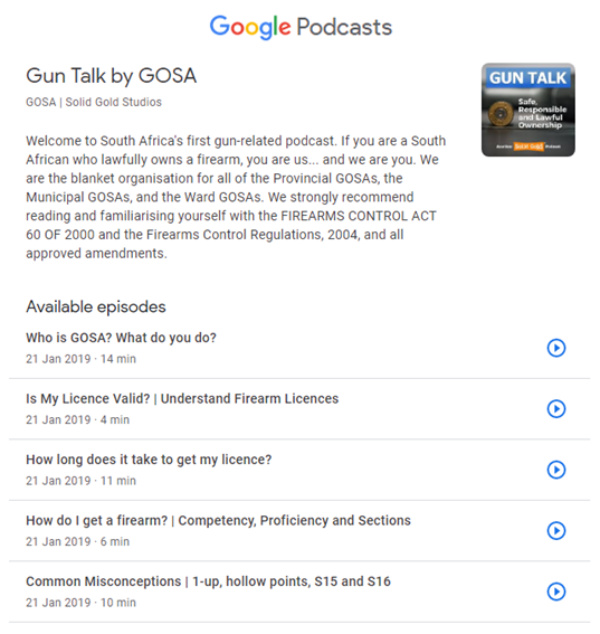 Google Podcasts
Gun Talk by GOSA
GOSA | Solid Gold Studios
GUN TALK
Safe,
Responsible
and Lawful
Ownership
Welcome to South Africa's first gun-related podcast. If you are a South
African who lawfully owns a firearm, you are us... and we are you. We
are the blanket organisation for all of the Provincial GOSAs, the
Municipal GOSAs, and the Ward GOSAs. We strongly recommend
reading and familiarising yourself with the FIREARMS CONTROL ACT
60 OF 2000 and the Firearms Control Regulations, 2004, and all
approved amendments.
Available episodes
Who is GOSA? What do you do?
21 Jan 2019 · 14 min
Is My Licence Valid? | Understand Firearm Licences
21 Jan 2019 · 4 min
How long does it take to get my licence?
21 Jan 2019 · 11 min
How do I get a firearm? | Competency, Proficiency and Sections
21 Jan 2019 · 6 min
Common Misconceptions | 1-up, hollow points, S15 and S16
21 Jan 2019 · 10 min